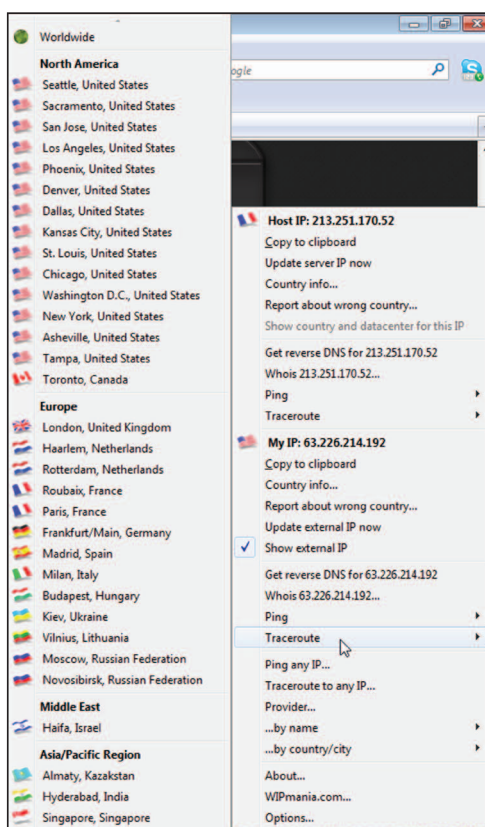 Worldwide
North America
Seattle, United States
Sacramento, United States
San Jose, United States
Los Angeles, United States
Phoenix, United States
Denver, United States
Dallas, United States
Kansas City, United States
St. Louis, United States
Chicago, United States
Washington D.C., United States
New York, United States
Asheville, United States
Tampa, United States
Toronto, Canada
Europe
London, United Kingdom
Haarlem, Netherlands
Rotterdam, Netherlands
Roubaix, France
Paris, France
Frankfurt/Main, Germany
Madrid, Spain
Milan, Italy
Budapest, Hungary
Kiev, Ukraine
Vilnius, Lithuania
Moscow, Russian Federation
Novosibirsk, Russian Federation
Middle East
Haifa, Israel
Asia/Pacific Region
Almaty, Kazakstan
Hyderabad, India
Singapore, Singapore
ogle
Host IP: 213.251.170.52
Copy to clipboard
Update server IP now
Country info...
Report about wrong country...
Show country and datacenter for this IP
Get reverse DNS for 213.251.170.52
Whois 213.251.170.52...
Ping
Traceroute
My IP: 63.226.214.192
Copy to clipboard
Country info...
Report about wrong country...
Update external IP now
Show external IP
Get reverse DNS for 63.226.214.192
Whois 63.226.214.192...
Ping
Traceroute
Ping any IP...
Traceroute to any IP...
Provider...
...by name
...by country/city
About...
WIPmania.com...
Options...